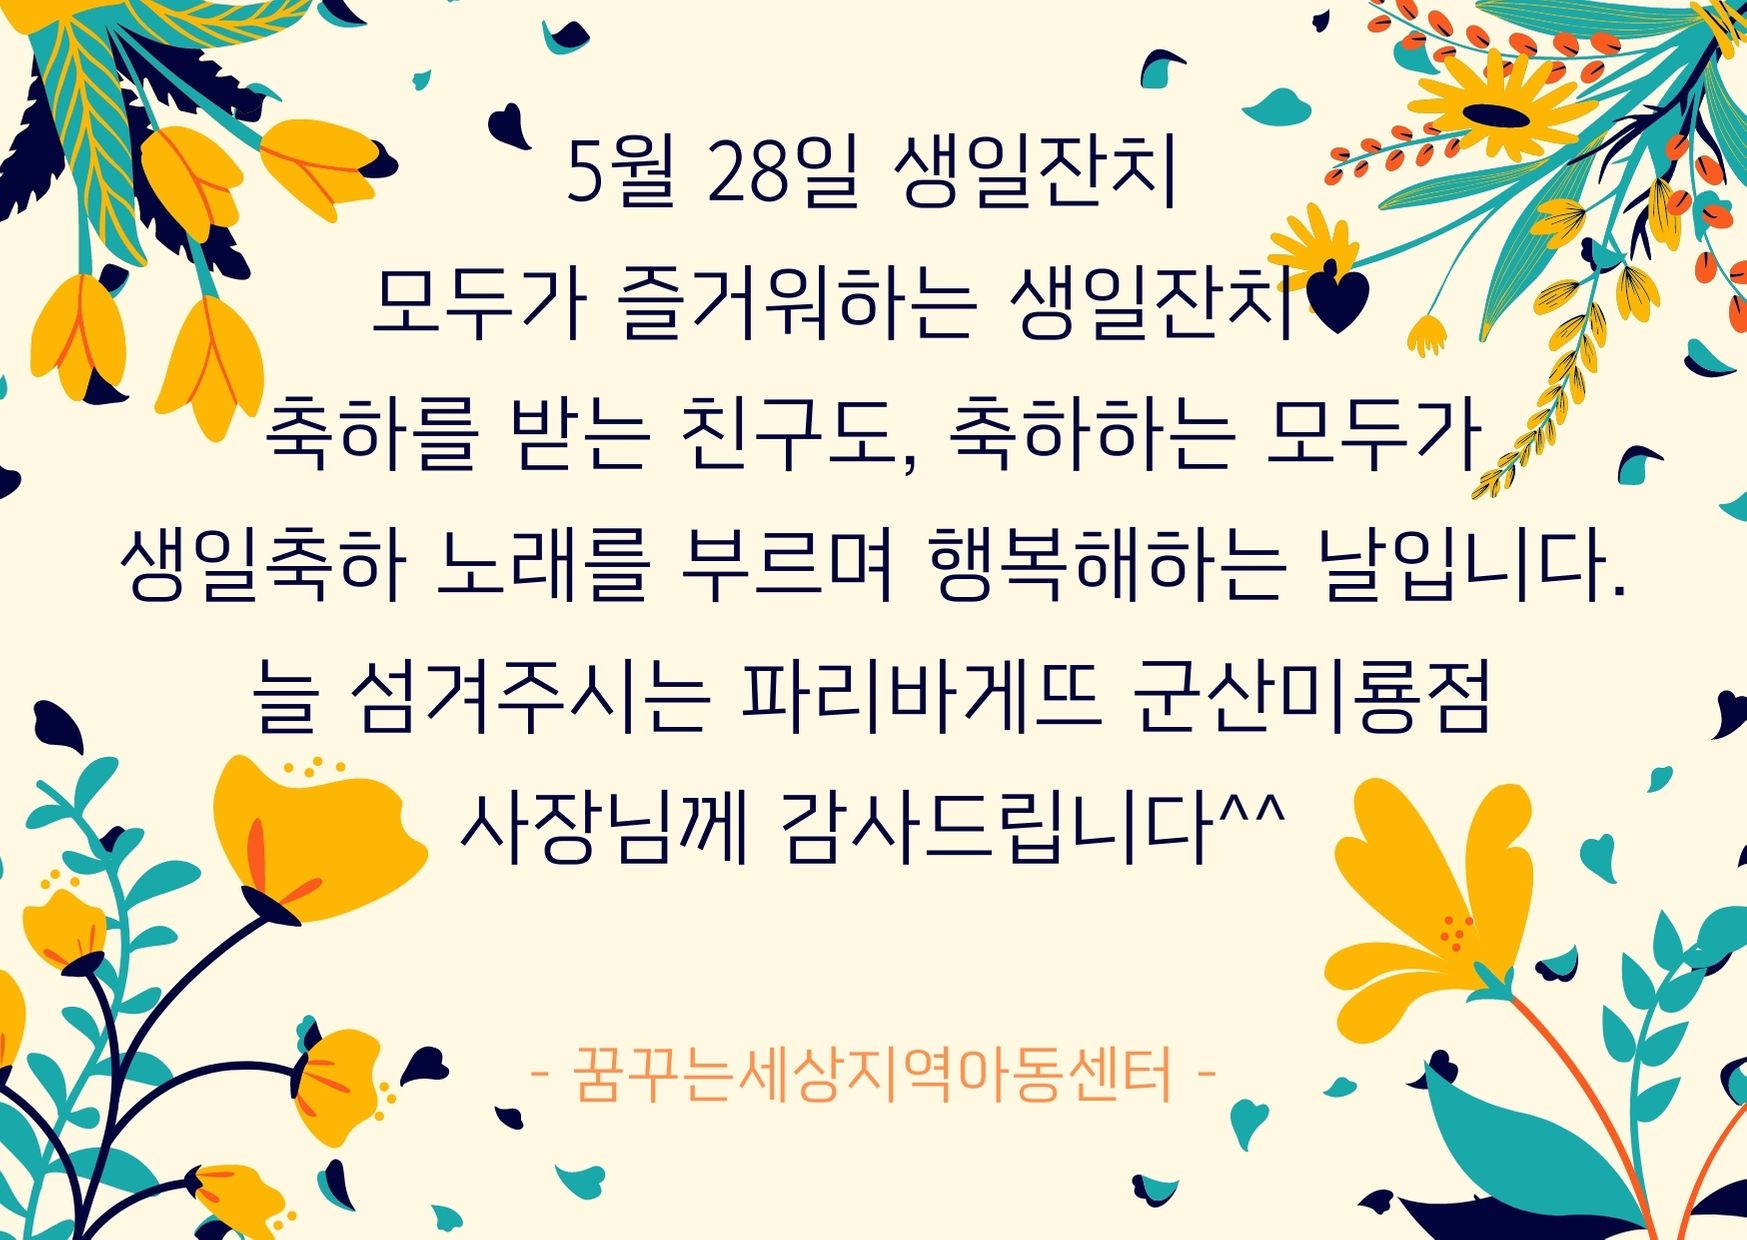 5월 28일 생일잔치
모두가 즐거워하는 생일잔치♥
축하를 받는 친구도, 축하하는 모두가
생일축하 노래를 부르며 행복해하는 날입니다.
늘 섬겨주시는 파리바게뜨 군산미룡점
사장님께 감사드립니다^^
- 꿈꾸는세상지역아동센터 -